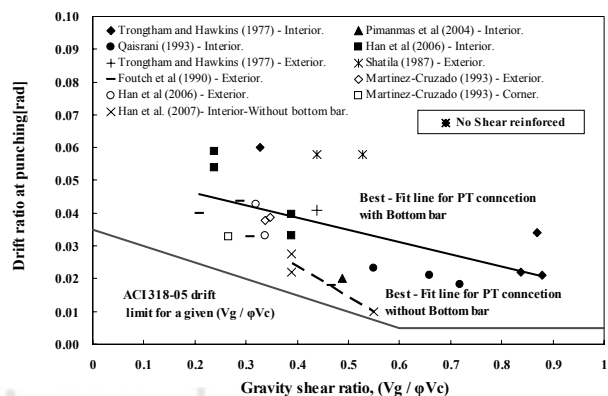 0.10
0.09
0.08
0.07
0.06
0.05
0.04
0.03
0.02
0.01
0.00
Drift ratio at punching[rad]
Trongtham and Hawkins (1977) - Interior.
Pimanmas et al (2004) - Interior.
Qaisrani (1993) - Interior.
Han et al (2006) - Interior.
Trongtham and Hawkins (1977) - Exterior.
Shatila (1987) - Exterior.
Foutch et al (1990) - Exterior.
Martinez-Cruzado (1993) - Exterior.
Han et al (2006) – Exterior.
Martinez-Cruzado (1993) - Corner.
Han et al. (2007)- Interior-Without bottom bar.
No Shear reinforced
Best - Fit line for PT conncetion
with Bottom bar
Best - Fit line for PT conncetion
without Bottom bar
ACI 318-05 drift
limit for a given (Vg / φVc)
0 0.1 0.2 0.3 0.4 0.5 0.6 0.7 0.8 0.9 1
Gravity shear ratio, (Vg / φVc)